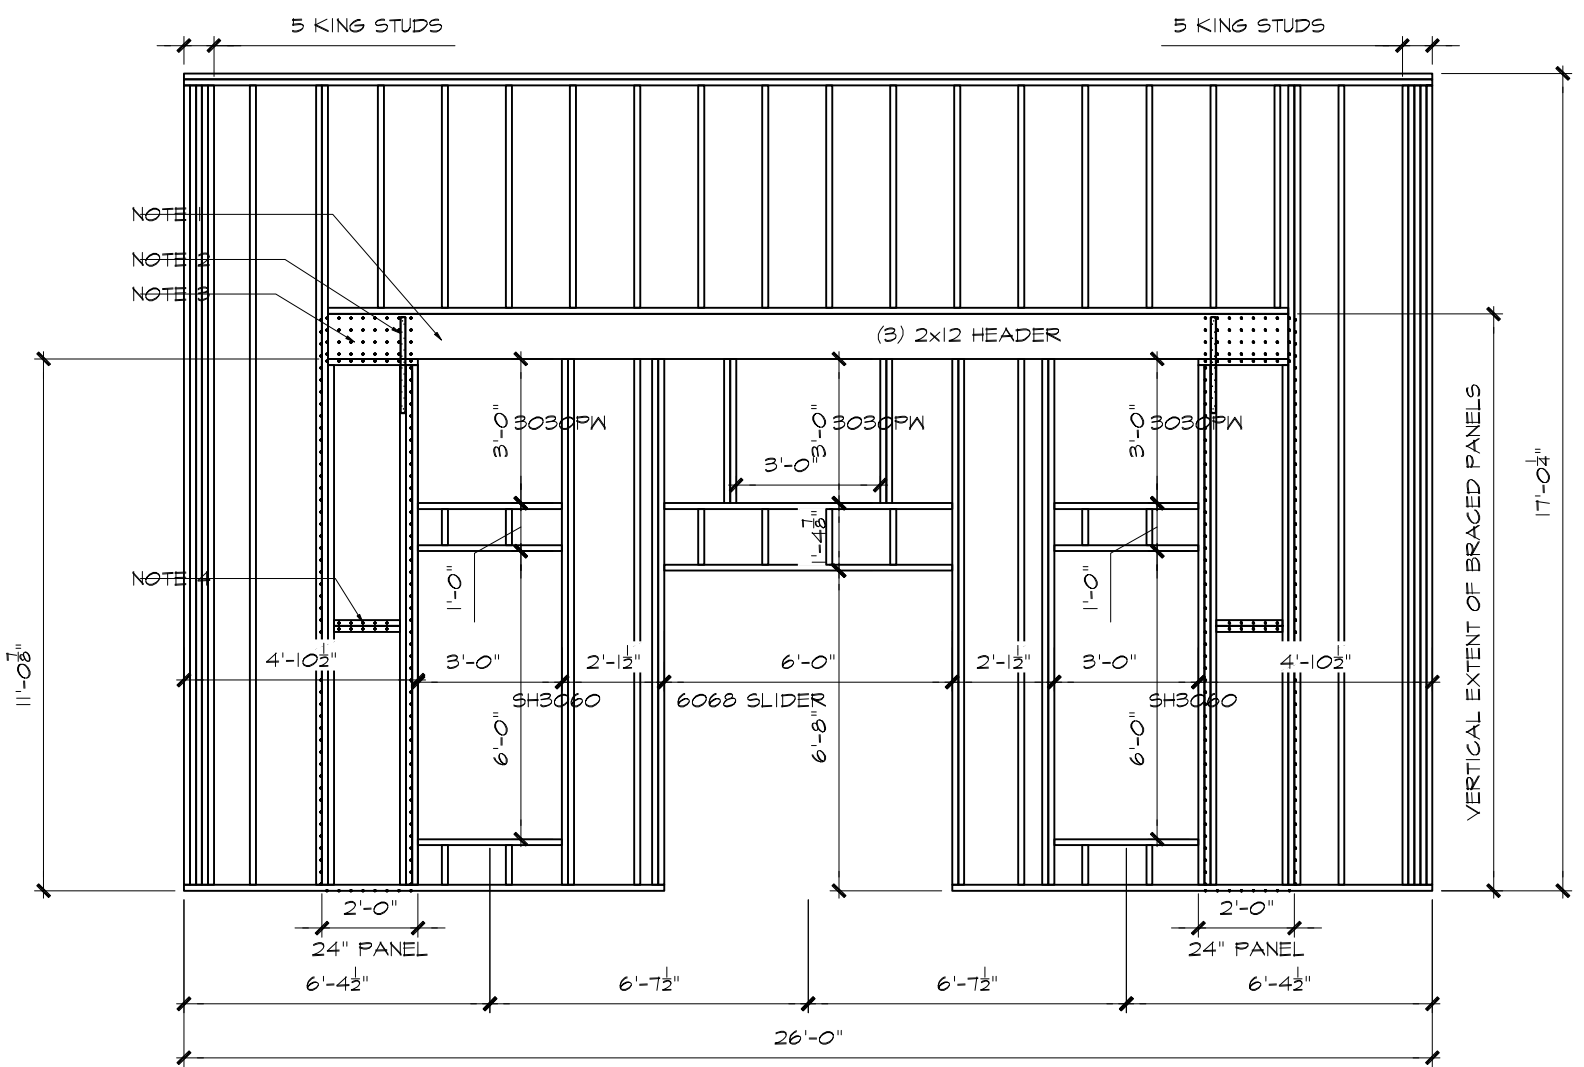 5 KING STUDS
5 KING STUDS
NOTE 1
NOTE 2
NOTE 3
(3) 2x12 HEADER
3'-0"
3030PW
3'-0"
3030PW
3'-0"
3030PW
3'-0"
1'-4 7/8"
1'-0"
1'-0"
NOTE 4
VERTICAL EXTENT OF BRACED PANELS
17'-0 1/4"
11'-0 7/8"
4'-10 1/2"
3'-0"
2'-1 1/2"
6'-0"
2'-1 1/2"
3'-0"
4'-10 1/2"
SH3060
6068 SLIDER
SH3060
6'-0"
6'-8"
6'-0"
2'-0"
2'-0"
24" PANEL
24" PANEL
6'-4 1/2"
6'-7 1/2"
6'-7 1/2"
6'-4 1/2"
26'-0"